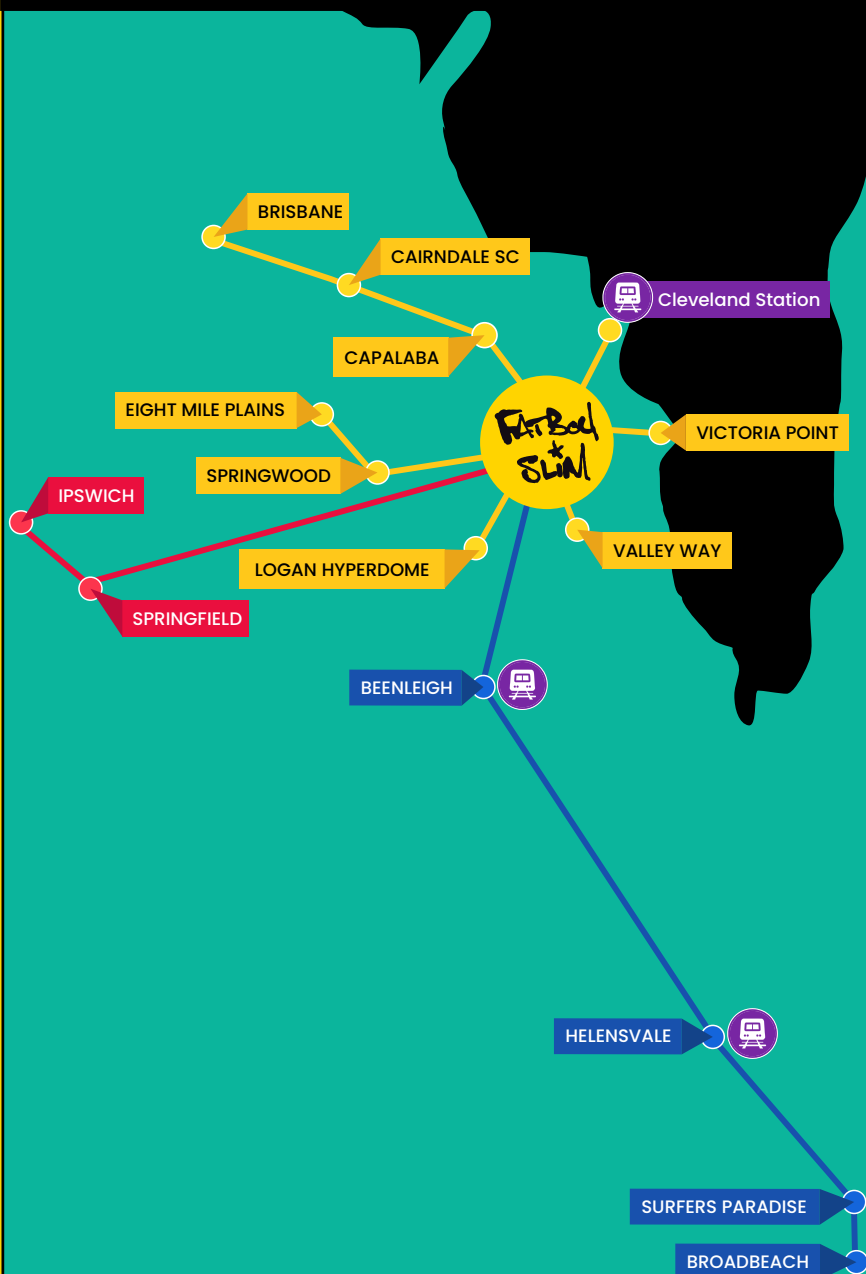 BRISBANE
CAIRNDALE SC
Cleveland Station
CAPALABA
EIGHT MILE PLAINS
FATBOY
SLIM
VICTORIA POINT
SPRINGWOOD
IPSWICH
VALLEY WAY
LOGAN HYPERDOME
SPRINGFIELD
BEENLEIGH
HELENSVALE
SURFERS PARADISE
BROADBEACH